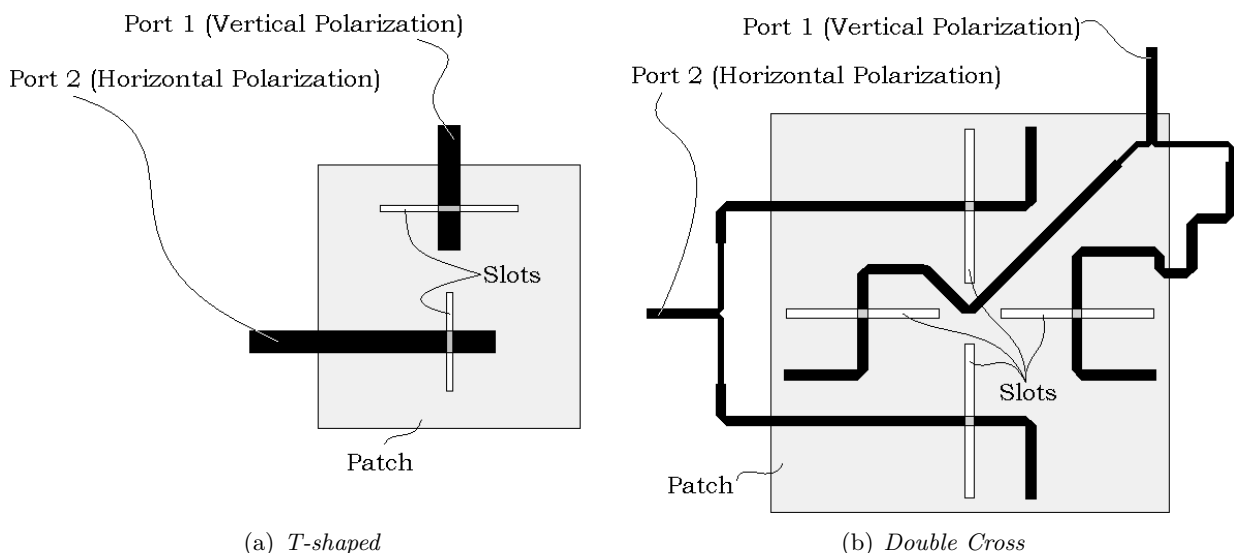 Port 1 (Vertical Polarization)
Port 2 (Horizontal Polarization)
Slots
Patch
(a) T-shaped
Port 1 (Vertical Polarization)
Port 2 (Horizontal Polarization)
Slots
Patch
(b) Double Cross